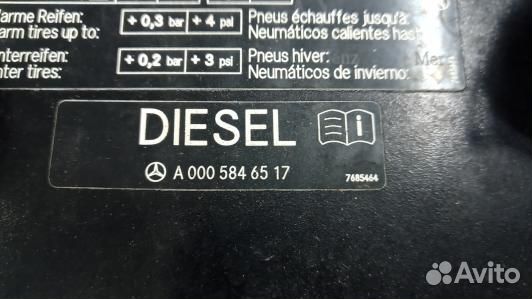 arme Reifen: + 0,3 bar + 4 psi Pneus échauffés jusqu'à:
arm tires up to: Neumáticos calientes hast
interreifen: + 0,2 bar + 3 psi Pneus hiver:
nter tires: Neumáticos de invierno:
DIESEL
A 000 584 65 17
7685464
Avito